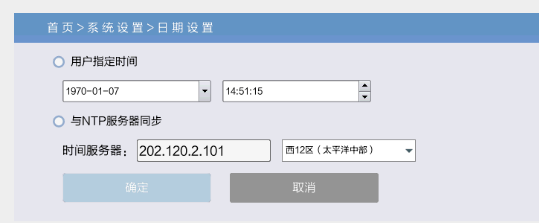 首页>系统设置>日期设置
用户指定时间
1970-01-07 14:51:15
与NTP服务器同步
时间服务器： 202.120.2.101 西12区（太平洋中部）
确定 取消